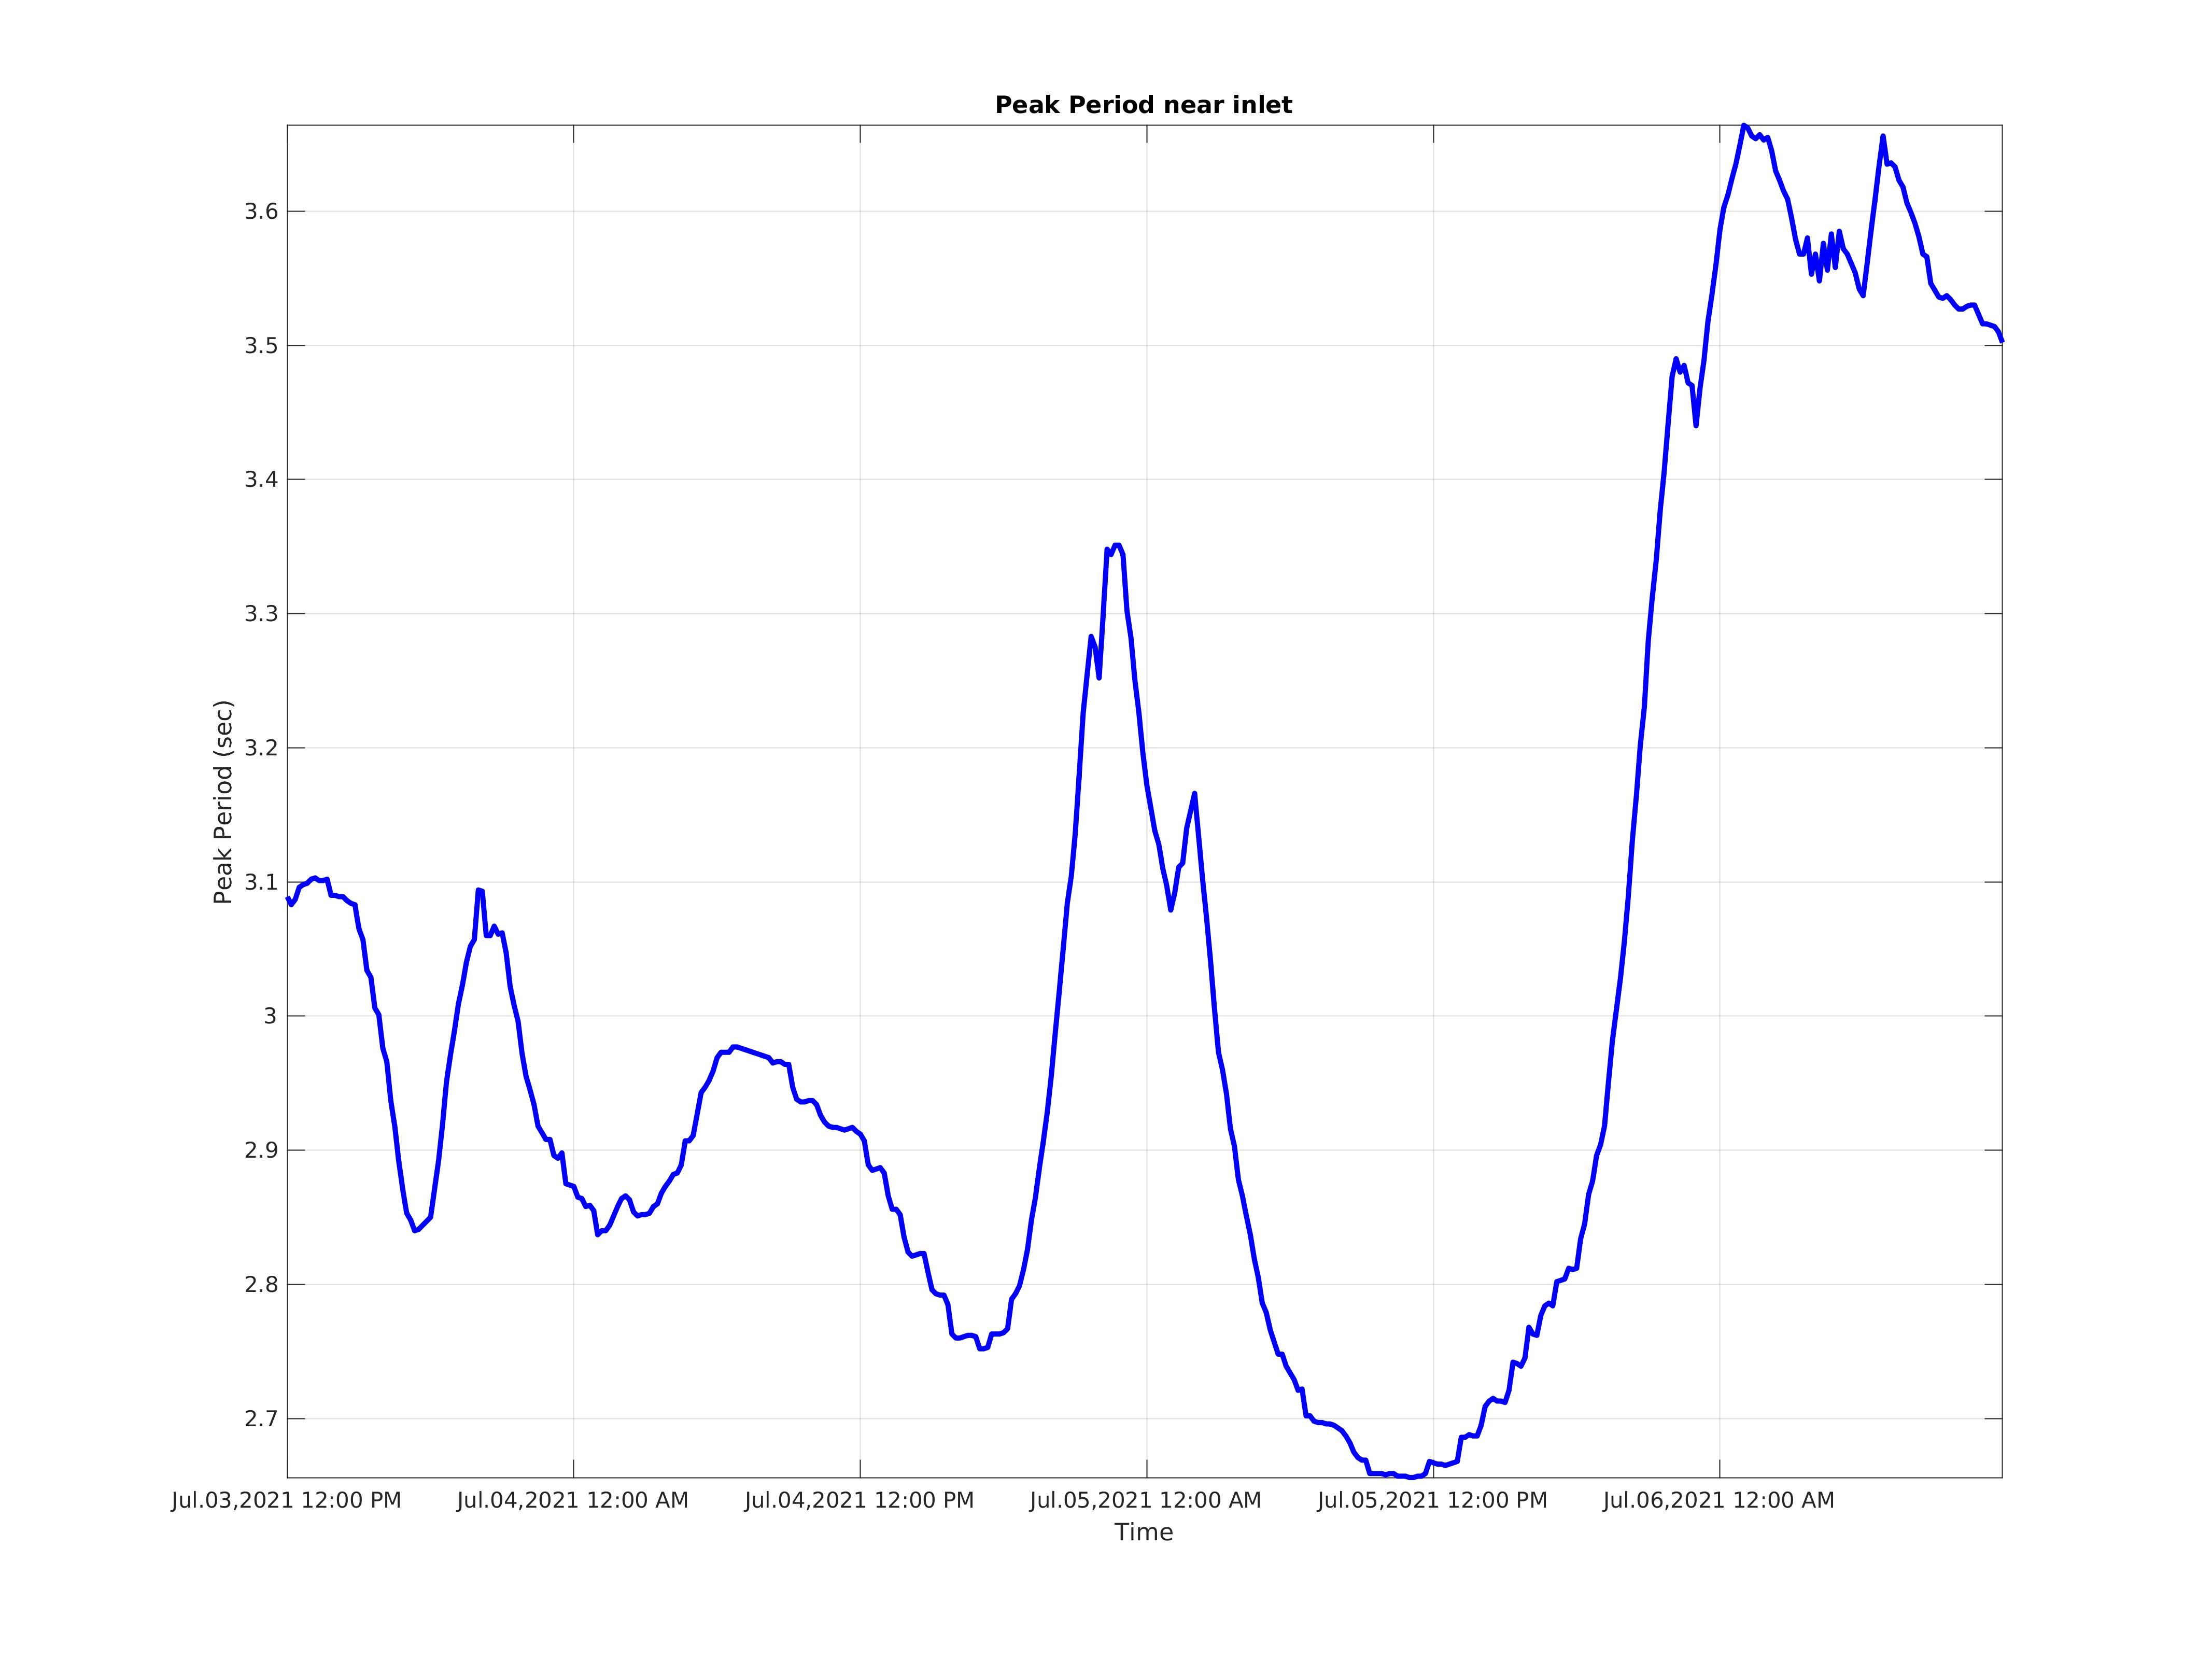 Peak Period near inlet
Peak Period (sec)
3.6
3.5
3.4
3.3
3.2
3.1
3
2.9
2.8
2.7
Jul.03,2021 12:00 PM Jul.04,2021 12:00 AM Jul.04,2021 12:00 PM Jul.05,2021 12:00 AM Jul.05,2021 12:00 PM Jul.06,2021 12:00 AM
Time